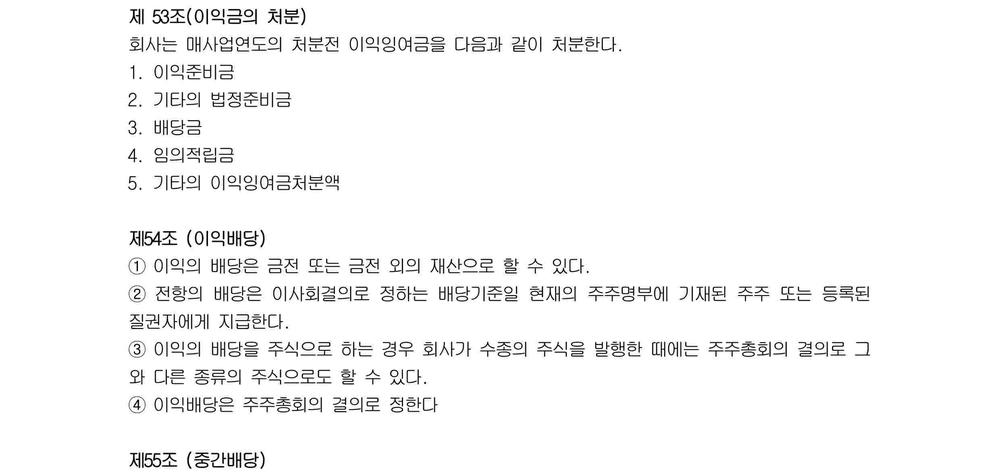 제 53조(이익금의 처분)
회사는 매사업연도의 처분전 이익잉여금을 다음과 같이 처분한다.
1. 이익준비금
2. 기타의 법정준비금
3. 배당금
4. 임의적립금
5. 기타의 이익잉여금처분액
제54조 (이익배당)
① 이익의 배당은 금전 또는 금전 외의 재산으로 할 수 있다.
② 전항의 배당은 이사회결의로 정하는 배당기준일 현재의 주주명부에 기재된 주주 또는 등록된
질권자에게 지급한다.
③ 이익의 배당을 주식으로 하는 경우 회사가 수종의 주식을 발행한 때에는 주주총회의 결의로 그
와 다른 종류의 주식으로도 할 수 있다.
④ 이익배당은 주주총회의 결의로 정한다
제55조 (중간배당)